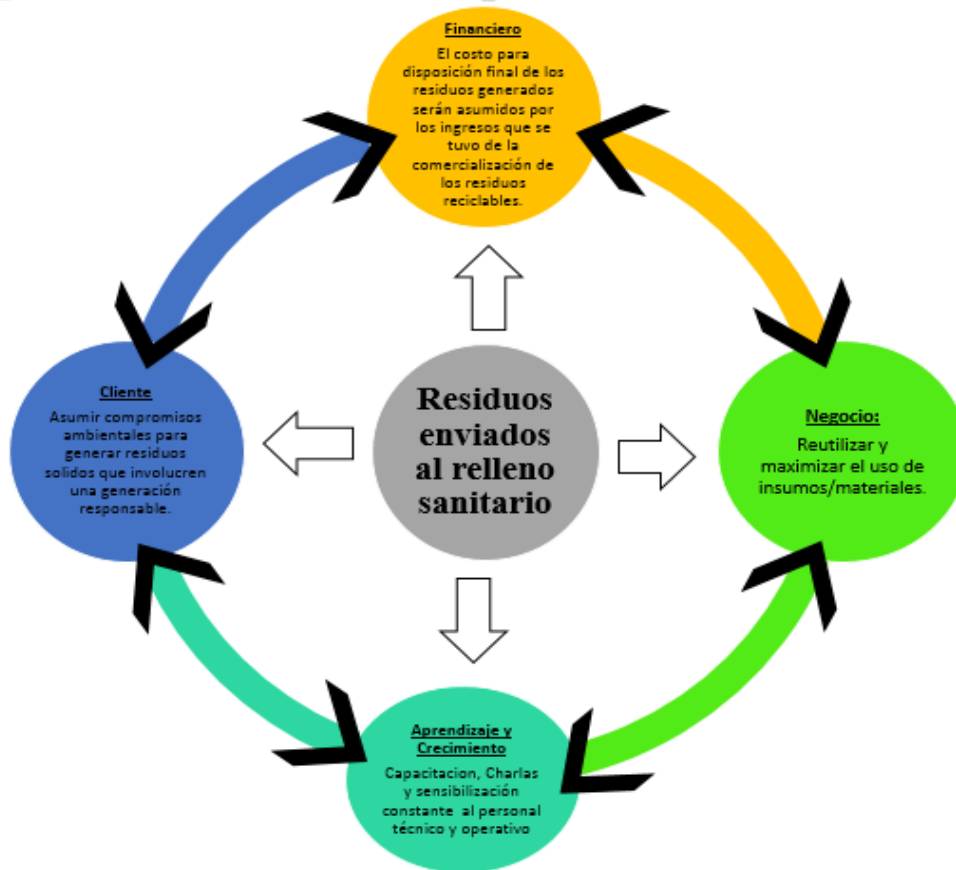 Financiero
El costo para
disposición final de los
residuos generados
serán asumidos por
los ingresos que se
tuvo de la
comercialización de
los residuos
reciclables.
Cliente
Asumir compromisos
ambientales para
generar residuos
solidos que involucren
una generación
responsable.
Residuos
enviados
al relleno
sanitario
Negocio:
Reutilizar y
maximizar el uso de
insumos/materiales.
Aprendizaje y
Crecimiento
Capacitacion, Charlas
y sensibilización
constante al personal
técnico y operativo